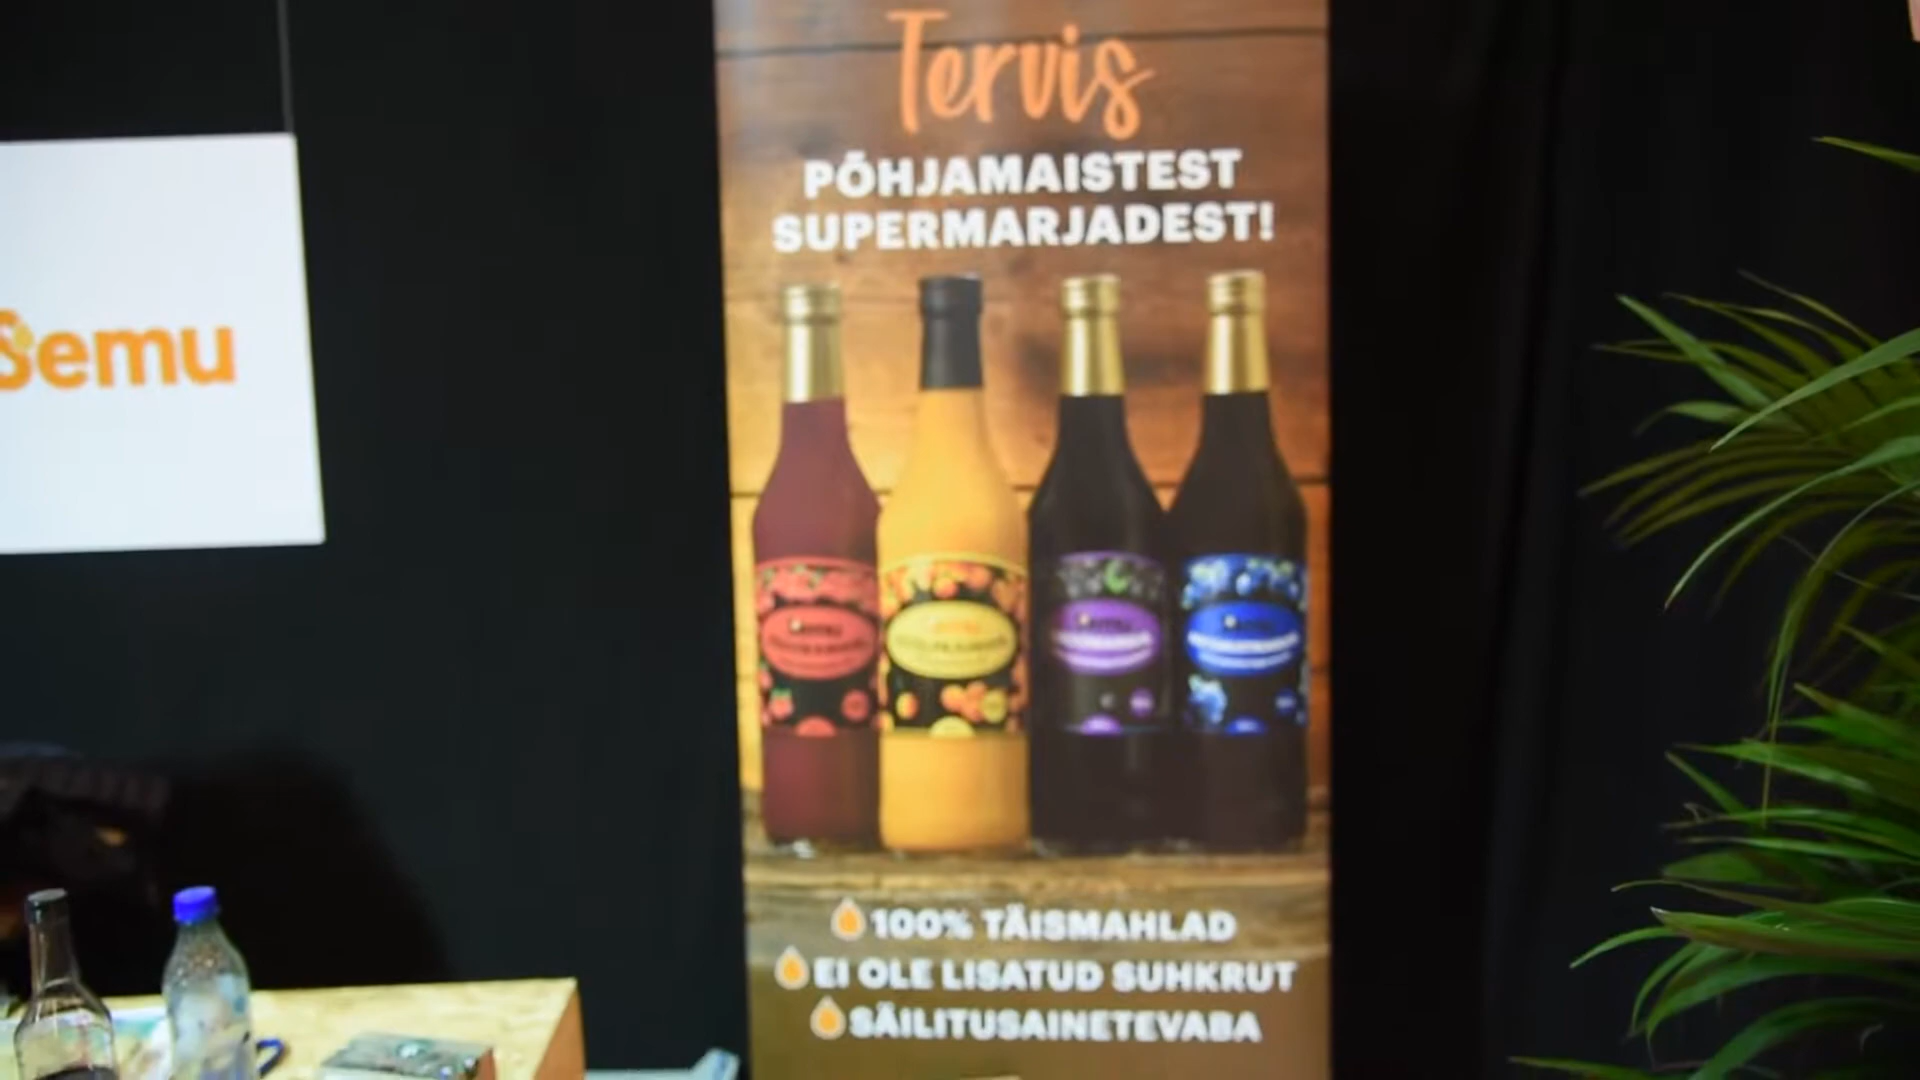 Tervis
PÕHJAMAISTEST
SUPERMARJADEST!
Semu
100% TÄISMAHLAD
EI OLE LISATUD SUHKRUT
SÄILITUSAINETEVABA